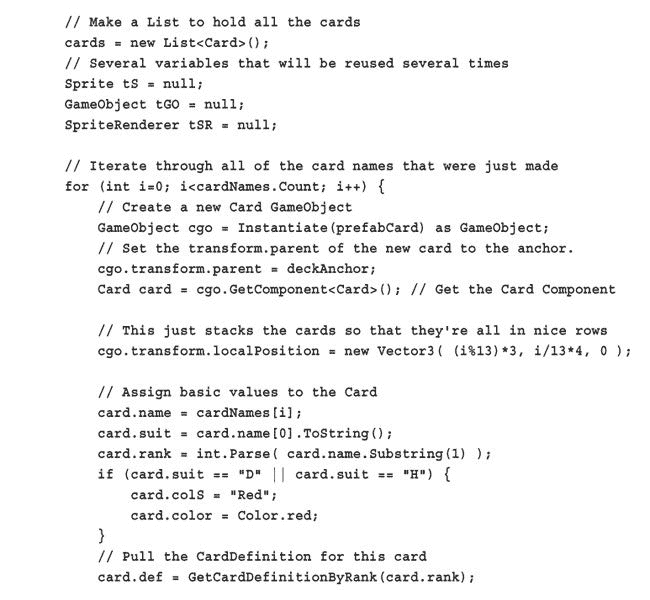 // Make a List to hold all the cards
cards = new List<Card>();
// Several variables that will be reused several times
Sprite tS = null;
GameObject tGO = null;
SpriteRenderer tSR = null;

// Iterate through all of the card names that were just made
for (int i=0; i<cardNames.Count; i++) {
    // Create a new Card GameObject
    GameObject cgo = Instantiate(prefabCard) as GameObject;
    // Set the transform.parent of the new card to the anchor.
    cgo.transform.parent = deckAnchor;
    Card card = cgo.GetComponent<Card>(); // Get the Card Component

    // This just stacks the cards so that they're all in nice rows
    cgo.transform.localPosition = new Vector3( (i%13)*3, i/13*4, 0 );

    // Assign basic values to the Card
    card.name = cardNames[i];
    card.suit = card.name[0].ToString();
    card.rank = int.Parse( card.name.Substring(1) );
    if (card.suit == "D" || card.suit == "H") {
        card.colS = "Red";
        card.color = Color.red;
    }
    // Pull the CardDefinition for this card
    card.def = GetCardDefinitionByRank(card.rank);